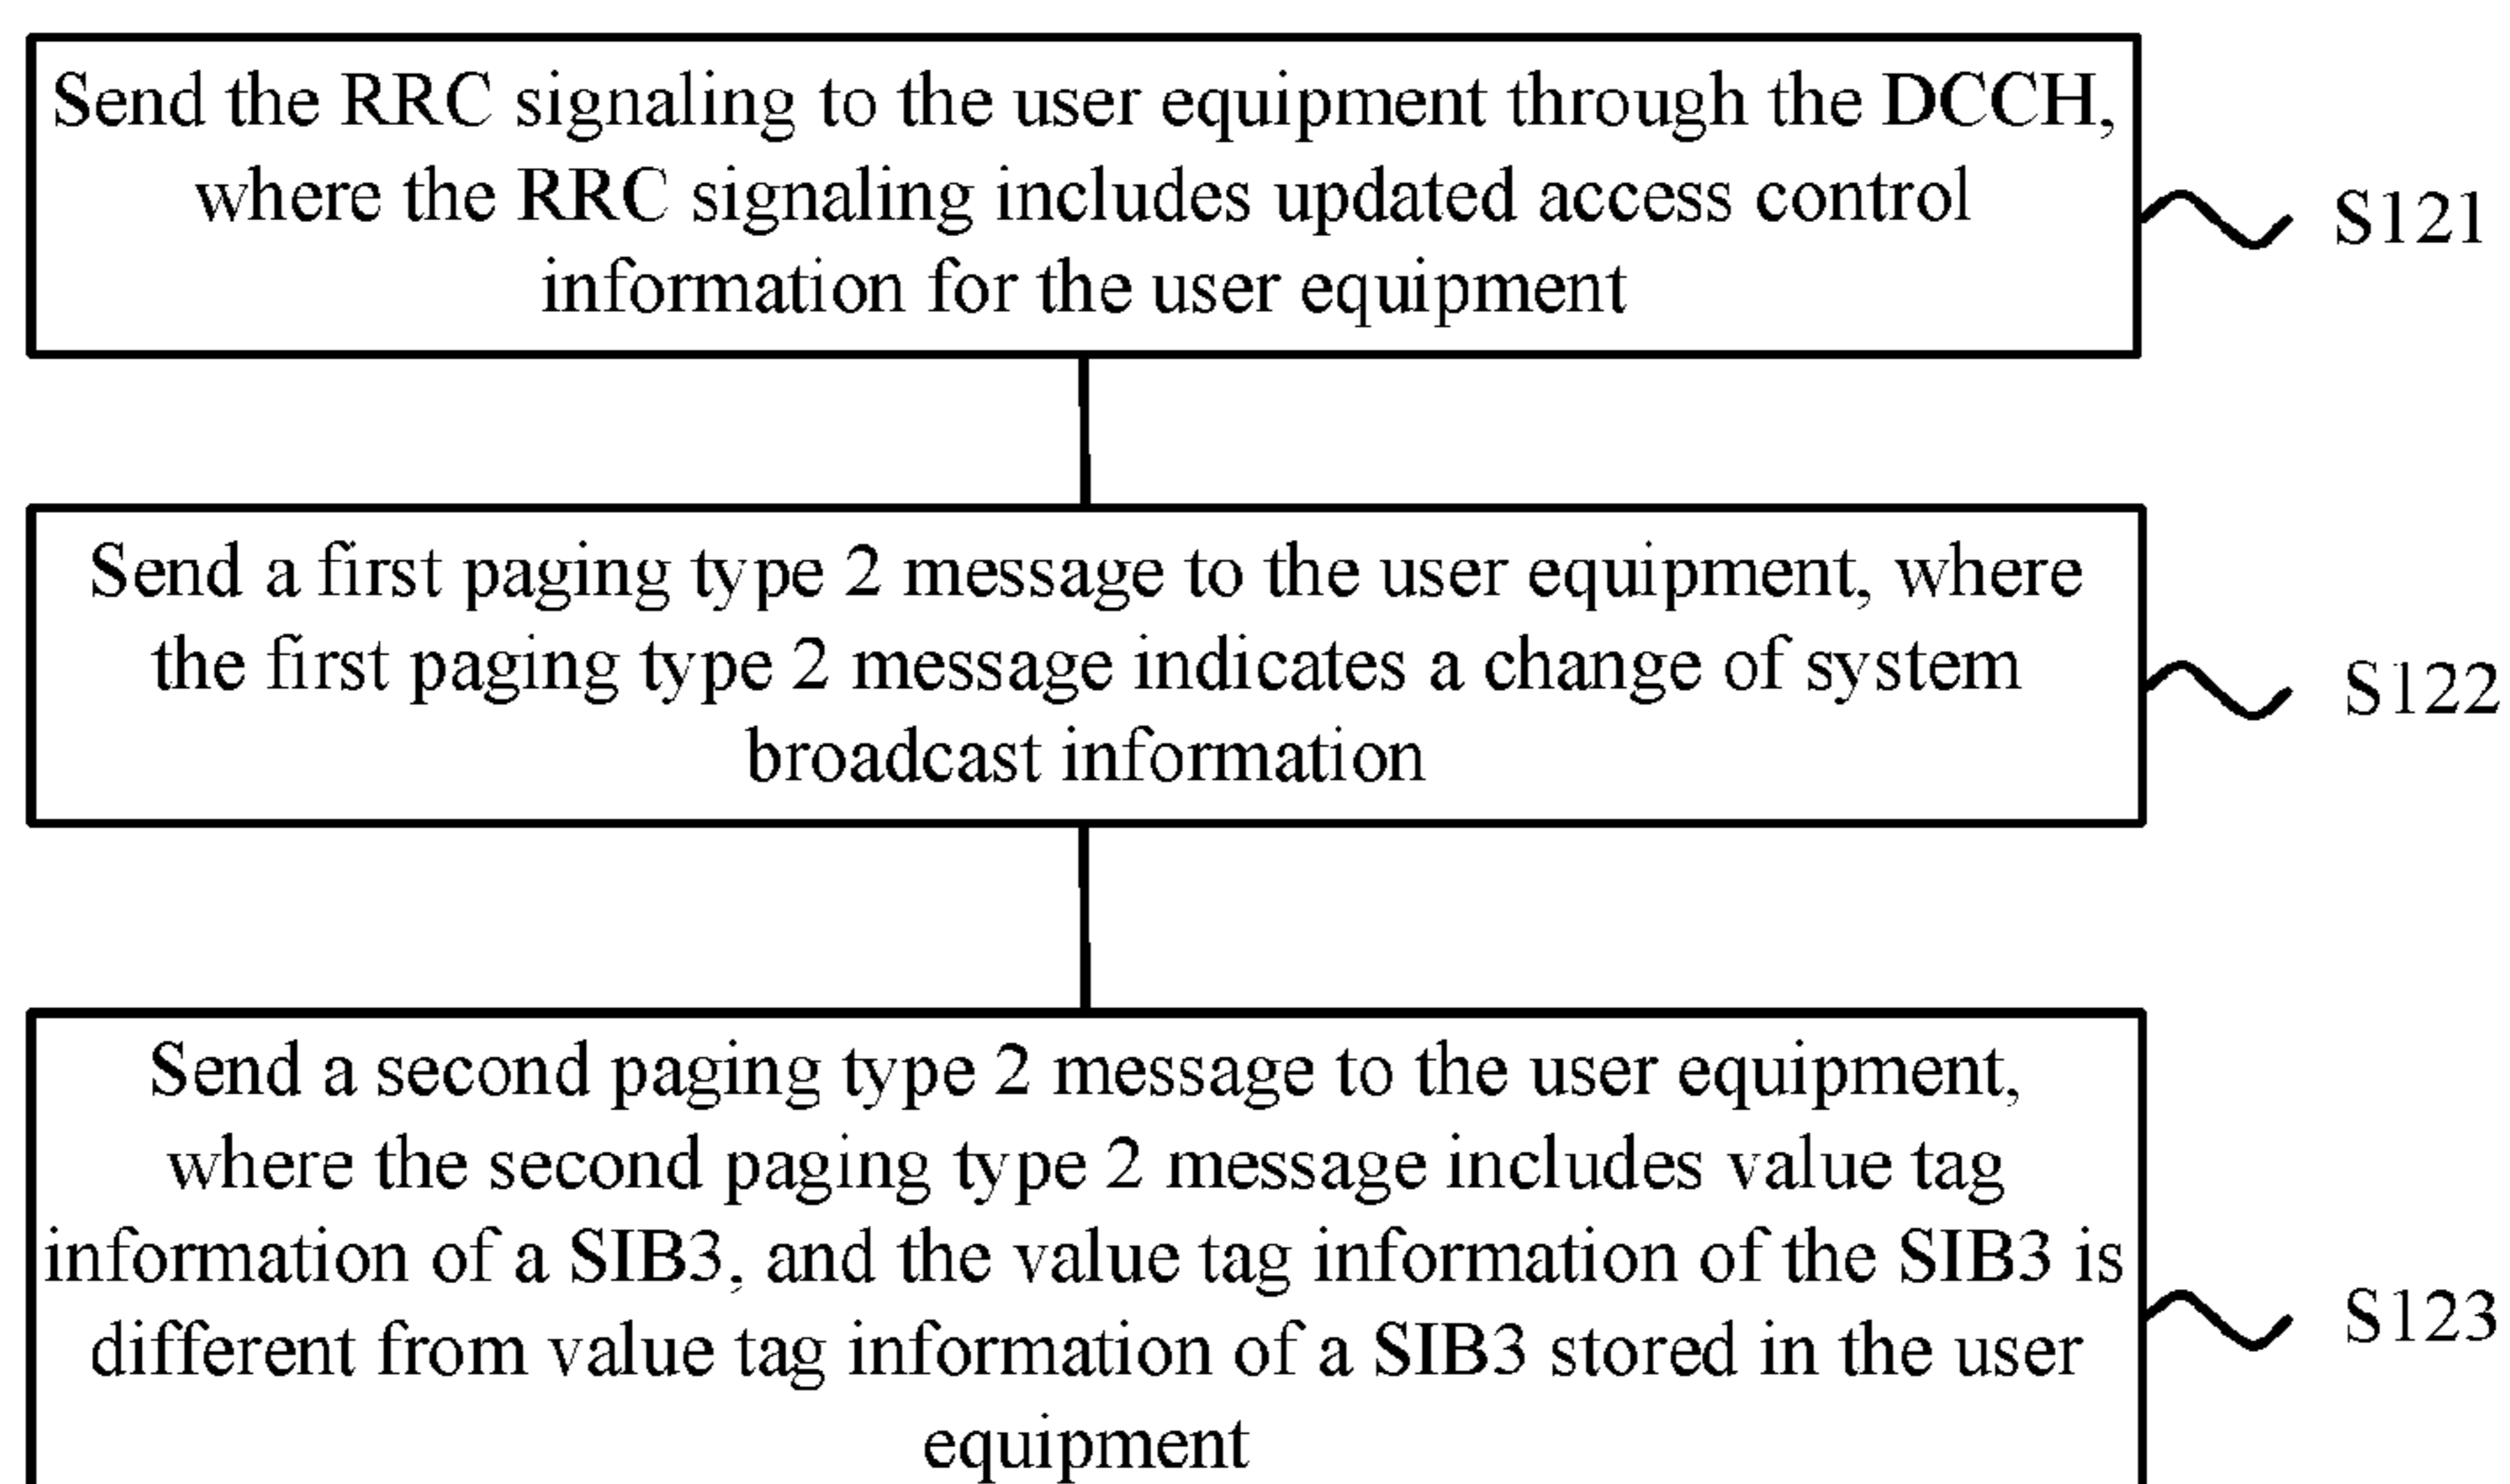 Send the RRC signaling to the user equipment through the DCCH,
where the RRC signaling includes updated access control
information for the user equipment
S121
Send a first paging type 2 message to the user equipment, where
the first paging type 2 message indicates a change of system
broadcast information
S122
Send a second paging type 2 message to the user equipment,
where the second paging type 2 message includes value tag
information of a SIB3, and the value tag information of the SIB3 is
different from value tag information of a SIB3 stored in the user
equipment
S123